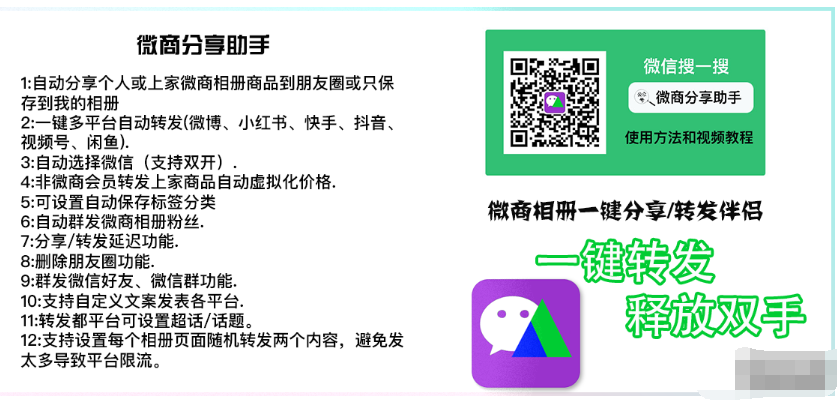 微商分享助手
1:自动分享个人或上家微商相册商品到朋友圈或只保
存到我的相册
2:一键多平台自动转发(微博、小红书、快手、抖音、
视频号、闲鱼).
3:自动选择微信（支持双开）.
4:非微商会员转发上家商品自动虚拟化价格.
5:可设置自动保存标签分类
6:自动群发微商相册粉丝.
7:分享/转发延迟功能.
8:删除朋友圈功能.
9:群发微信好友、微信群功能.
10:支持自定义文案发表各平台.
11:转发都平台可设置超话/话题。
12:支持设置每个相册页面随机转发两个内容，避免发
太多导致平台限流。
微信搜一搜
微商分享助手
使用方法和视频教程
微商相册一键分享/转发伴侣
一键转发
释放双手